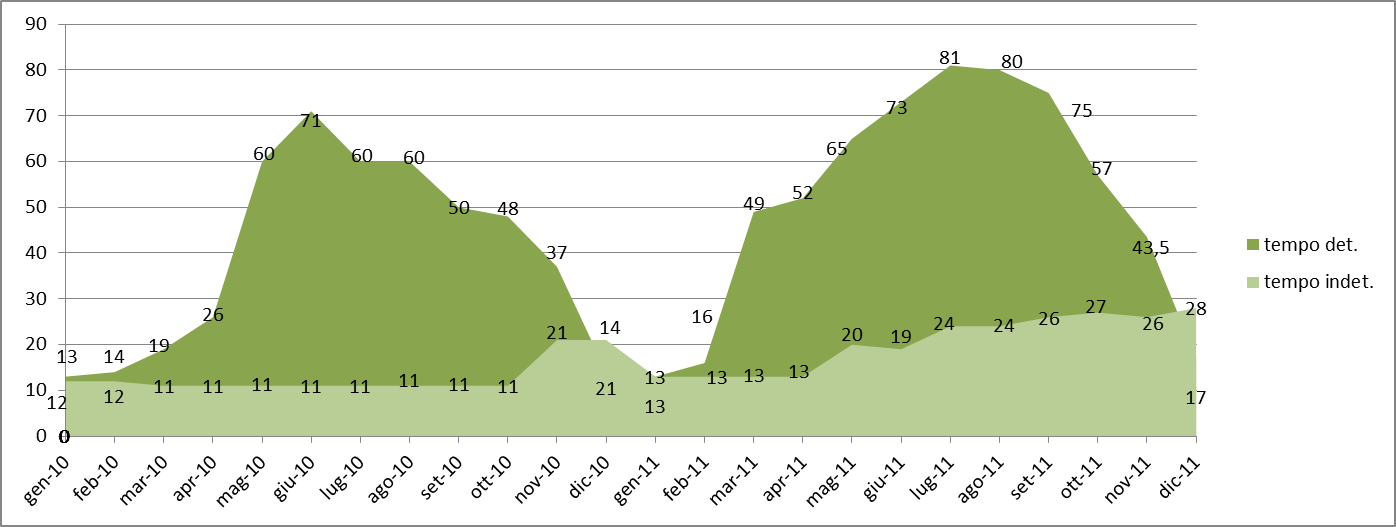 90
80
70
60
50
40
30
20
10
0
13 14 19 26 60 71 60 60 50 48 37 14 13 16 49 52 65 73 81 80 75 57 43,5 17
12 12 11 11 11 11 11 11 11 11 21 21 13 13 13 13 20 19 24 24 26 27 26 28
0
gen-10 feb-10 mar-10 apr-10 mag-10 giu-10 lug-10 ago-10 set-10 ott-10 nov-10 dic-10 gen-11 feb-11 mar-11 apr-11 mag-11 giu-11 lug-11 ago-11 set-11 ott-11 nov-11 dic-11
tempo det.
tempo indet.